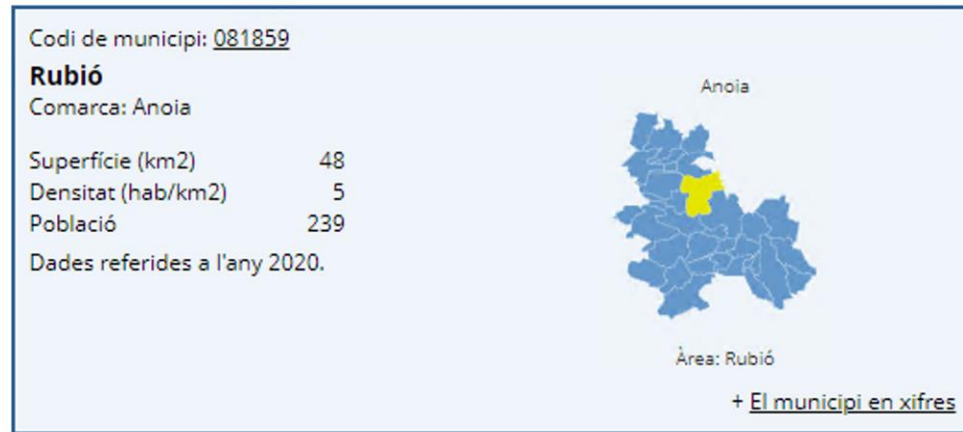 Codi de municipi: 081859
Rubió
Comarca: Anoia
Superfície (km2) 48
Densitat (hab/km2) 5
Població 239
Dades referides a l'any 2020.
Anoia
Àrea: Rubió
+ El municipi en xifres